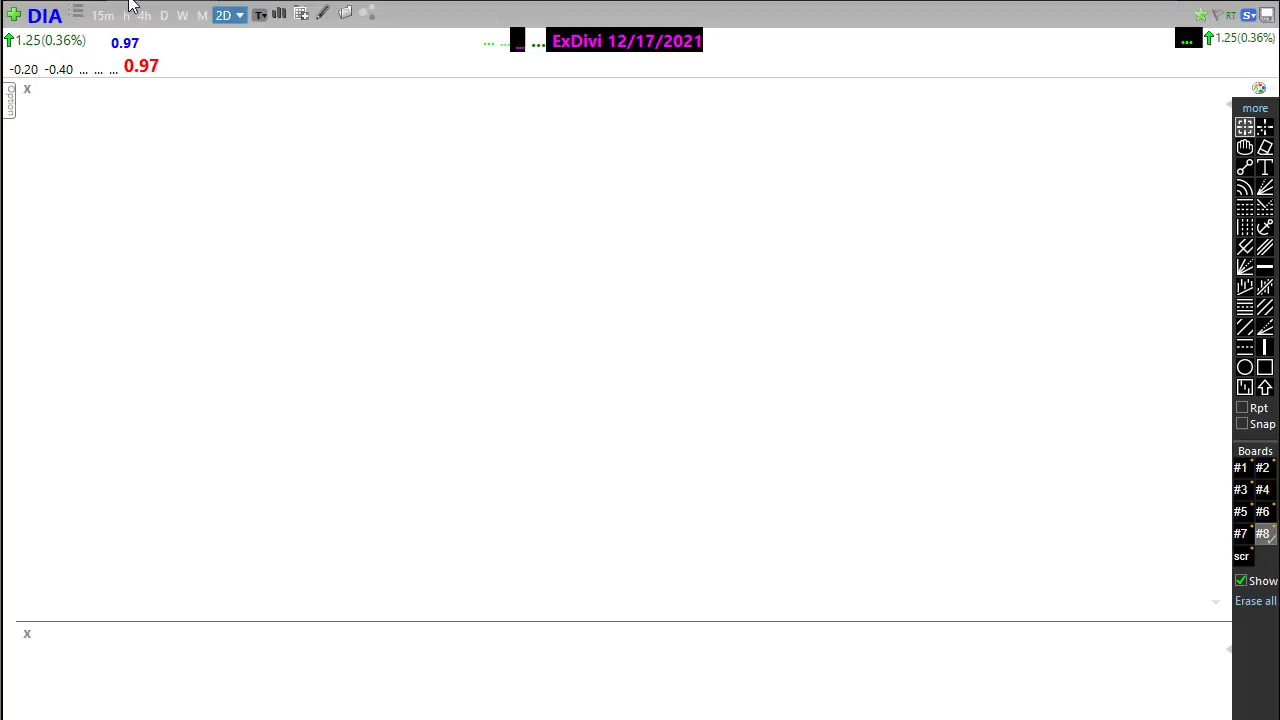 DIA 15m h 4h D W M 2D T
RT S
1.25(0.36%) 0.97 ... ... ... ... ExDivi 12/17/2021 ... 1.25(0.36%)
-0.20 -0.40 ... ... ... 0.97
Option
x
more
Rpt
Snap
Boards
#1 #2
#3 #4
#5 #6
#7 #8
scr
Show
Erase all
x